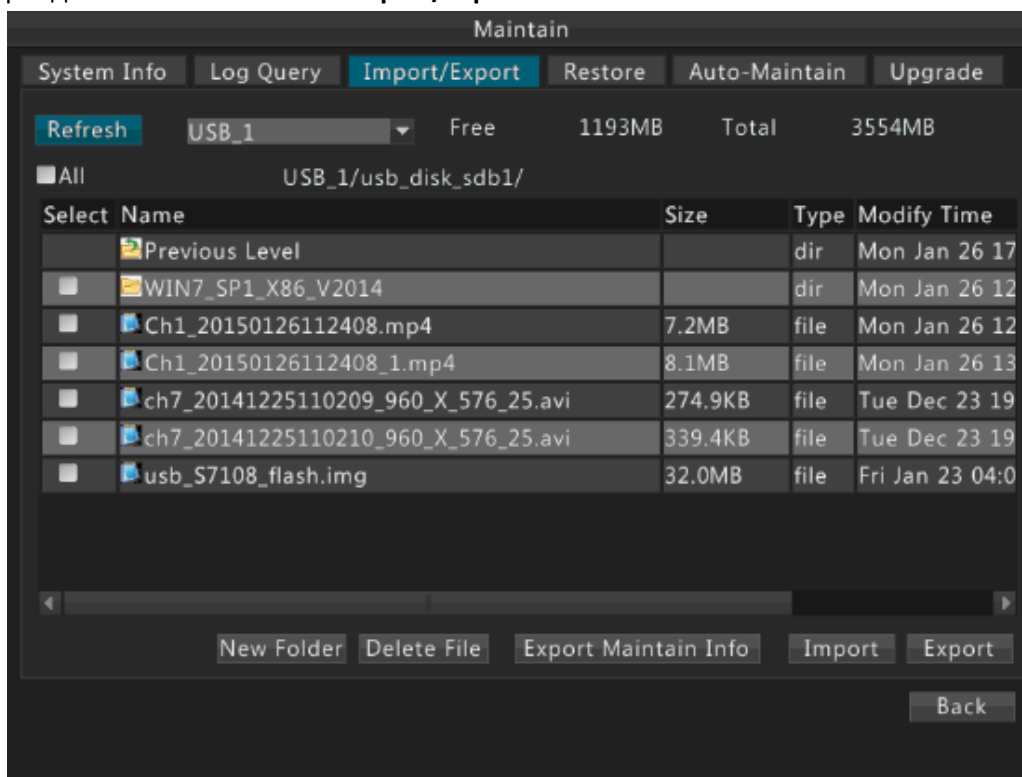 Maintain
System Info Log Query Import/Export Restore Auto-Maintain Upgrade
Refresh USB_1 Free 1193MB Total 3554MB
All USB_1/usb_disk_sdb1/
Select Name Size Type Modify Time
Previous Level dir Mon Jan 26 17
WIN7_SP1_X86_V2014 dir Mon Jan 26 12
Ch1_20150126112408.mp4 7.2MB file Mon Jan 26 12
Ch1_20150126112408_1.mp4 8.1MB file Mon Jan 26 13
ch7_20141225110209_960_X_576_25.avi 274.9KB file Tue Dec 23 19
ch7_20141225110210_960_X_576_25.avi 339.4KB file Tue Dec 23 19
usb_S7108_flash.img 32.0MB file Fri Jan 23 04:0
New Folder Delete File Export Maintain Info Import Export
Back